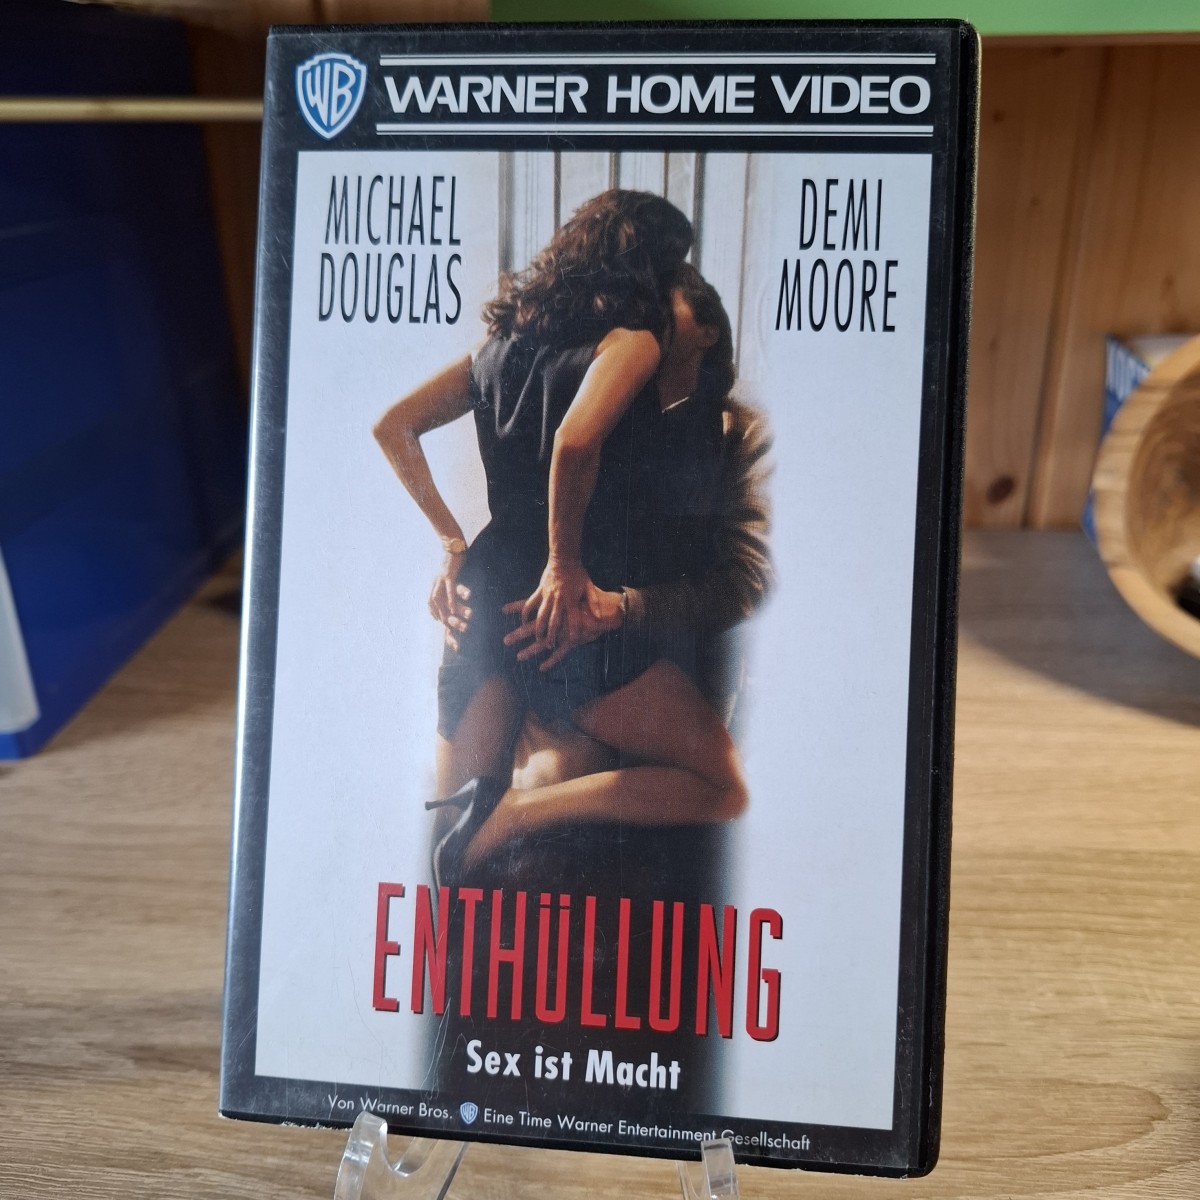 WB
WARNER HOME VIDEO
MICHAEL
DOUGLAS
DEMI
MOORE
ENTHÜLLUNG
Sex ist Macht
Von Warner Bros. WB Eine Time Warner Entertainment Gesellschaft